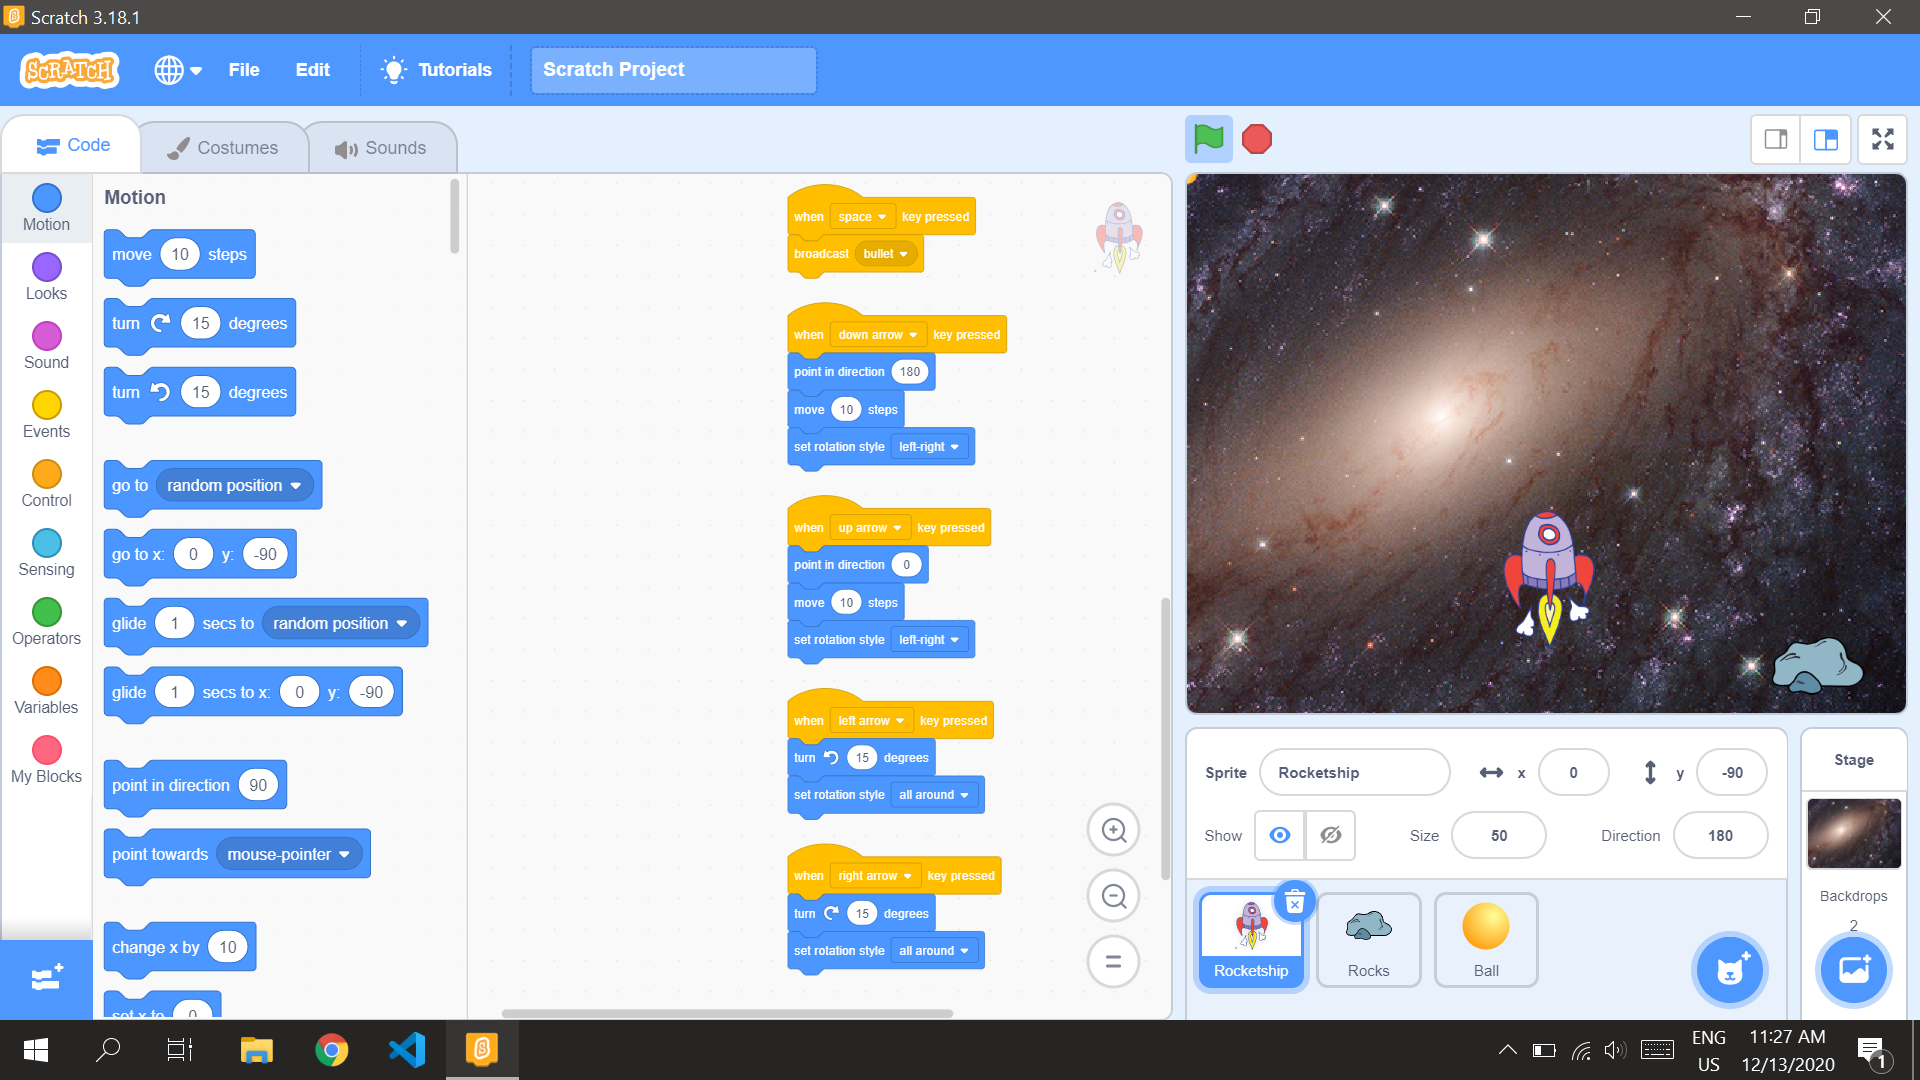 Scratch 3.18.1
SCRATCH
File
Edit
Tutorials
Scratch Project
Code
Costumes
Sounds
Motion
Looks
Sound
Events
Control
Sensing
Operators
Variables
My Blocks
Motion
move 10 steps
turn 15 degrees
turn 15 degrees
go to random position
go to x: 0 y: -90
glide 1 secs to random position
glide 1 secs to x: 0 y: -90
point in direction 90
point towards mouse-pointer
change x by 10
set x to 0
when space key pressed
broadcast bullet
when down arrow key pressed
point in direction 180
move 10 steps
set rotation style left-right
when up arrow key pressed
point in direction 0
move 10 steps
set rotation style left-right
when left arrow key pressed
turn 15 degrees
set rotation style all around
when right arrow key pressed
turn 15 degrees
set rotation style all around
Sprite Rocketship x 0 y -90
Show Size 50 Direction 180
Rocketship
Rocks
Ball
Stage
Backdrops
2
ENG
US
11:27 AM
12/13/2020
1